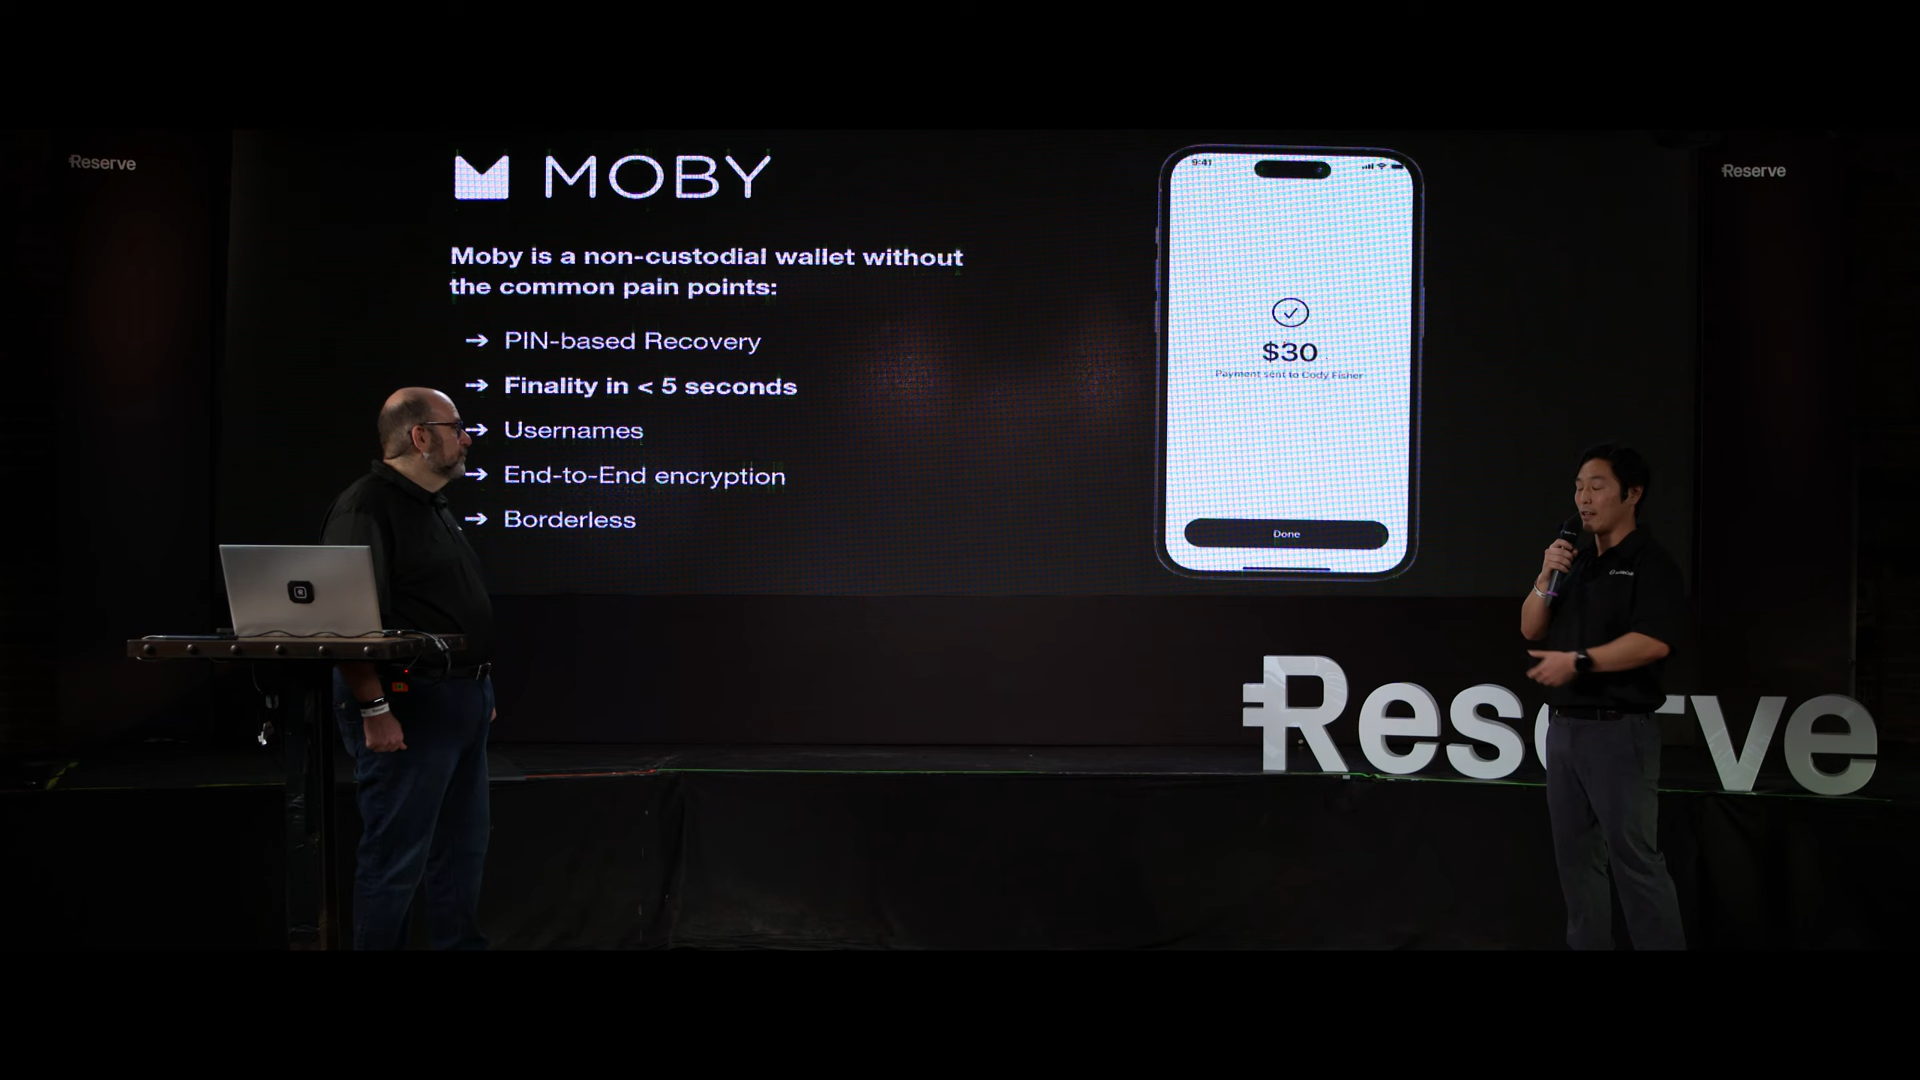 Reserve
MOBY
Moby is a non-custodial wallet without
the common pain points:
→ PIN-based Recovery
→ Finality in < 5 seconds
→ Usernames
→ End-to-End encryption
→ Borderless
9:41
$30
Payment sent to Cody Fisher
Done
Reserve
Reserve